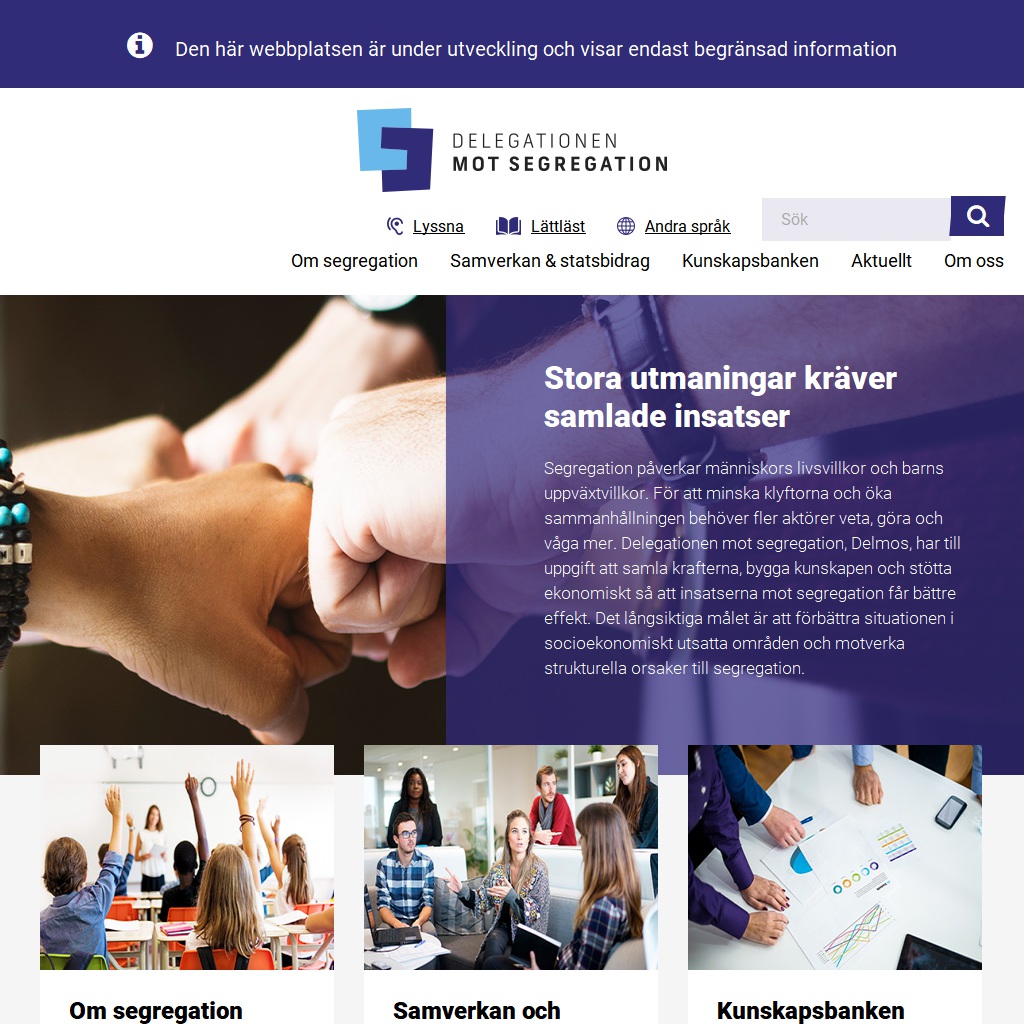 Den här webbplatsen är under utveckling och visar endast begränsad information
DELEGATIONEN
MOT SEGREGATION
Lyssna
Lättläst
Andra språk
Sök
Om segregation
Samverkan & statsbidrag
Kunskapsbanken
Aktuellt
Om oss
Stora utmaningar kräver
samlade insatser
Segregation påverkar människors livsvillkor och barns
uppväxtvillkor. För att minska klyftorna och öka
sammanhållningen behöver fler aktörer veta, göra och
våga mer. Delegationen mot segregation, Delmos, har till
uppgift att samla krafterna, bygga kunskapen och stötta
ekonomiskt så att insatserna mot segregation får bättre
effekt. Det långsiktiga målet är att förbättra situationen i
socioekonomiskt utsatta områden och motverka
strukturella orsaker till segregation.
Om segregation
Samverkan och
Kunskapsbanken